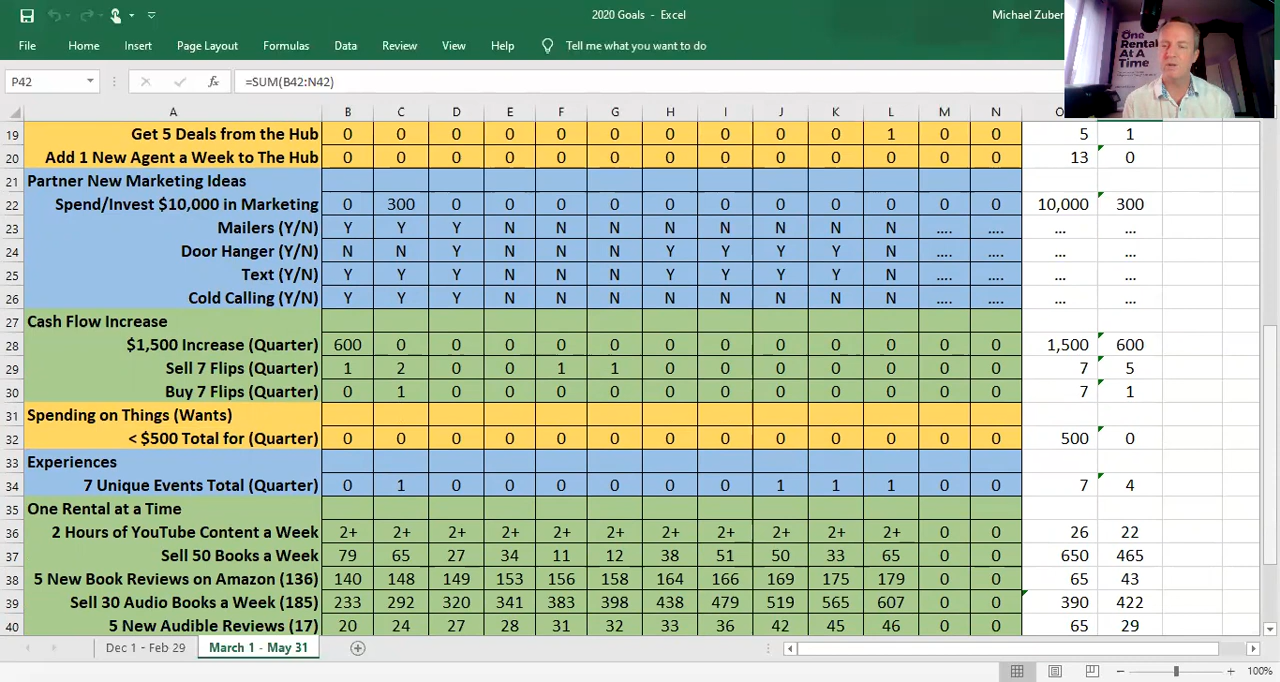 2020 Goals - Excel
Michael Zuber
File Home Insert Page Layout Formulas Data Review View Help Tell me what you want to do
One
Rental
At A
Time
P42 fx =SUM(B42:N42)
A B C D E F G H I J K L M N O
19 Get 5 Deals from the Hub 0 0 0 0 0 0 0 0 0 0 1 0 0 5 1
20 Add 1 New Agent a Week to The Hub 0 0 0 0 0 0 0 0 0 0 0 0 0 13 0
21 Partner New Marketing Ideas
22 Spend/Invest $10,000 in Marketing 0 300 0 0 0 0 0 0 0 0 0 0 0 10,000 300
23 Mailers (Y/N) Y Y Y N N N N N N N N .... .... ... ...
24 Door Hanger (Y/N) N N Y N N N Y Y Y Y N .... .... ... ...
25 Text (Y/N) Y Y Y N N N Y Y Y Y N .... .... ... ...
26 Cold Calling (Y/N) Y Y Y N N N N N N N N .... .... ... ...
27 Cash Flow Increase
28 $1,500 Increase (Quarter) 600 0 0 0 0 0 0 0 0 0 0 0 0 1,500 600
29 Sell 7 Flips (Quarter) 1 2 0 0 1 1 0 0 0 0 0 0 0 7 5
30 Buy 7 Flips (Quarter) 0 1 0 0 0 0 0 0 0 0 0 0 0 7 1
31 Spending on Things (Wants)
32 < $500 Total for (Quarter) 0 0 0 0 0 0 0 0 0 0 0 0 0 500 0
33 Experiences
34 7 Unique Events Total (Quarter) 0 1 0 0 0 0 0 0 1 1 1 0 0 7 4
35 One Rental at a Time
36 2 Hours of YouTube Content a Week 2+ 2+ 2+ 2+ 2+ 2+ 2+ 2+ 2+ 2+ 2+ 0 0 26 22
37 Sell 50 Books a Week 79 65 27 34 11 12 38 51 50 33 65 0 0 650 465
38 5 New Book Reviews on Amazon (136) 140 148 149 153 156 158 164 166 169 175 179 0 0 65 43
39 Sell 30 Audio Books a Week (185) 233 292 320 341 383 398 438 479 519 565 607 0 0 390 422
40 5 New Audible Reviews (17) 20 24 27 28 31 32 33 36 42 45 46 0 0 65 29
Dec 1 - Feb 29 March 1 - May 31
100%